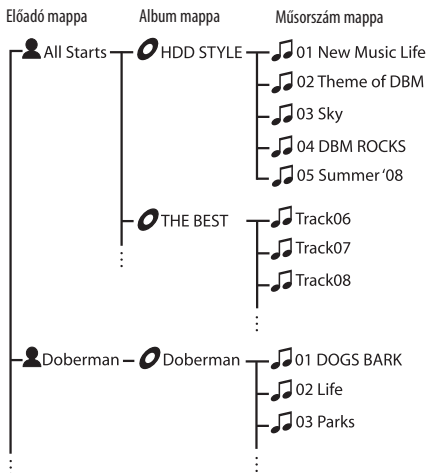 Előadó mappa Album mappa Műsorszám mappa
All Starts HDD STYLE 01 New Music Life
02 Theme of DBM
03 Sky
04 DBM ROCKS
05 Summer ‘08
THE BEST Track06
Track07
Track08
Doberman Doberman 01 DOGS BARK
02 Life
03 Parks